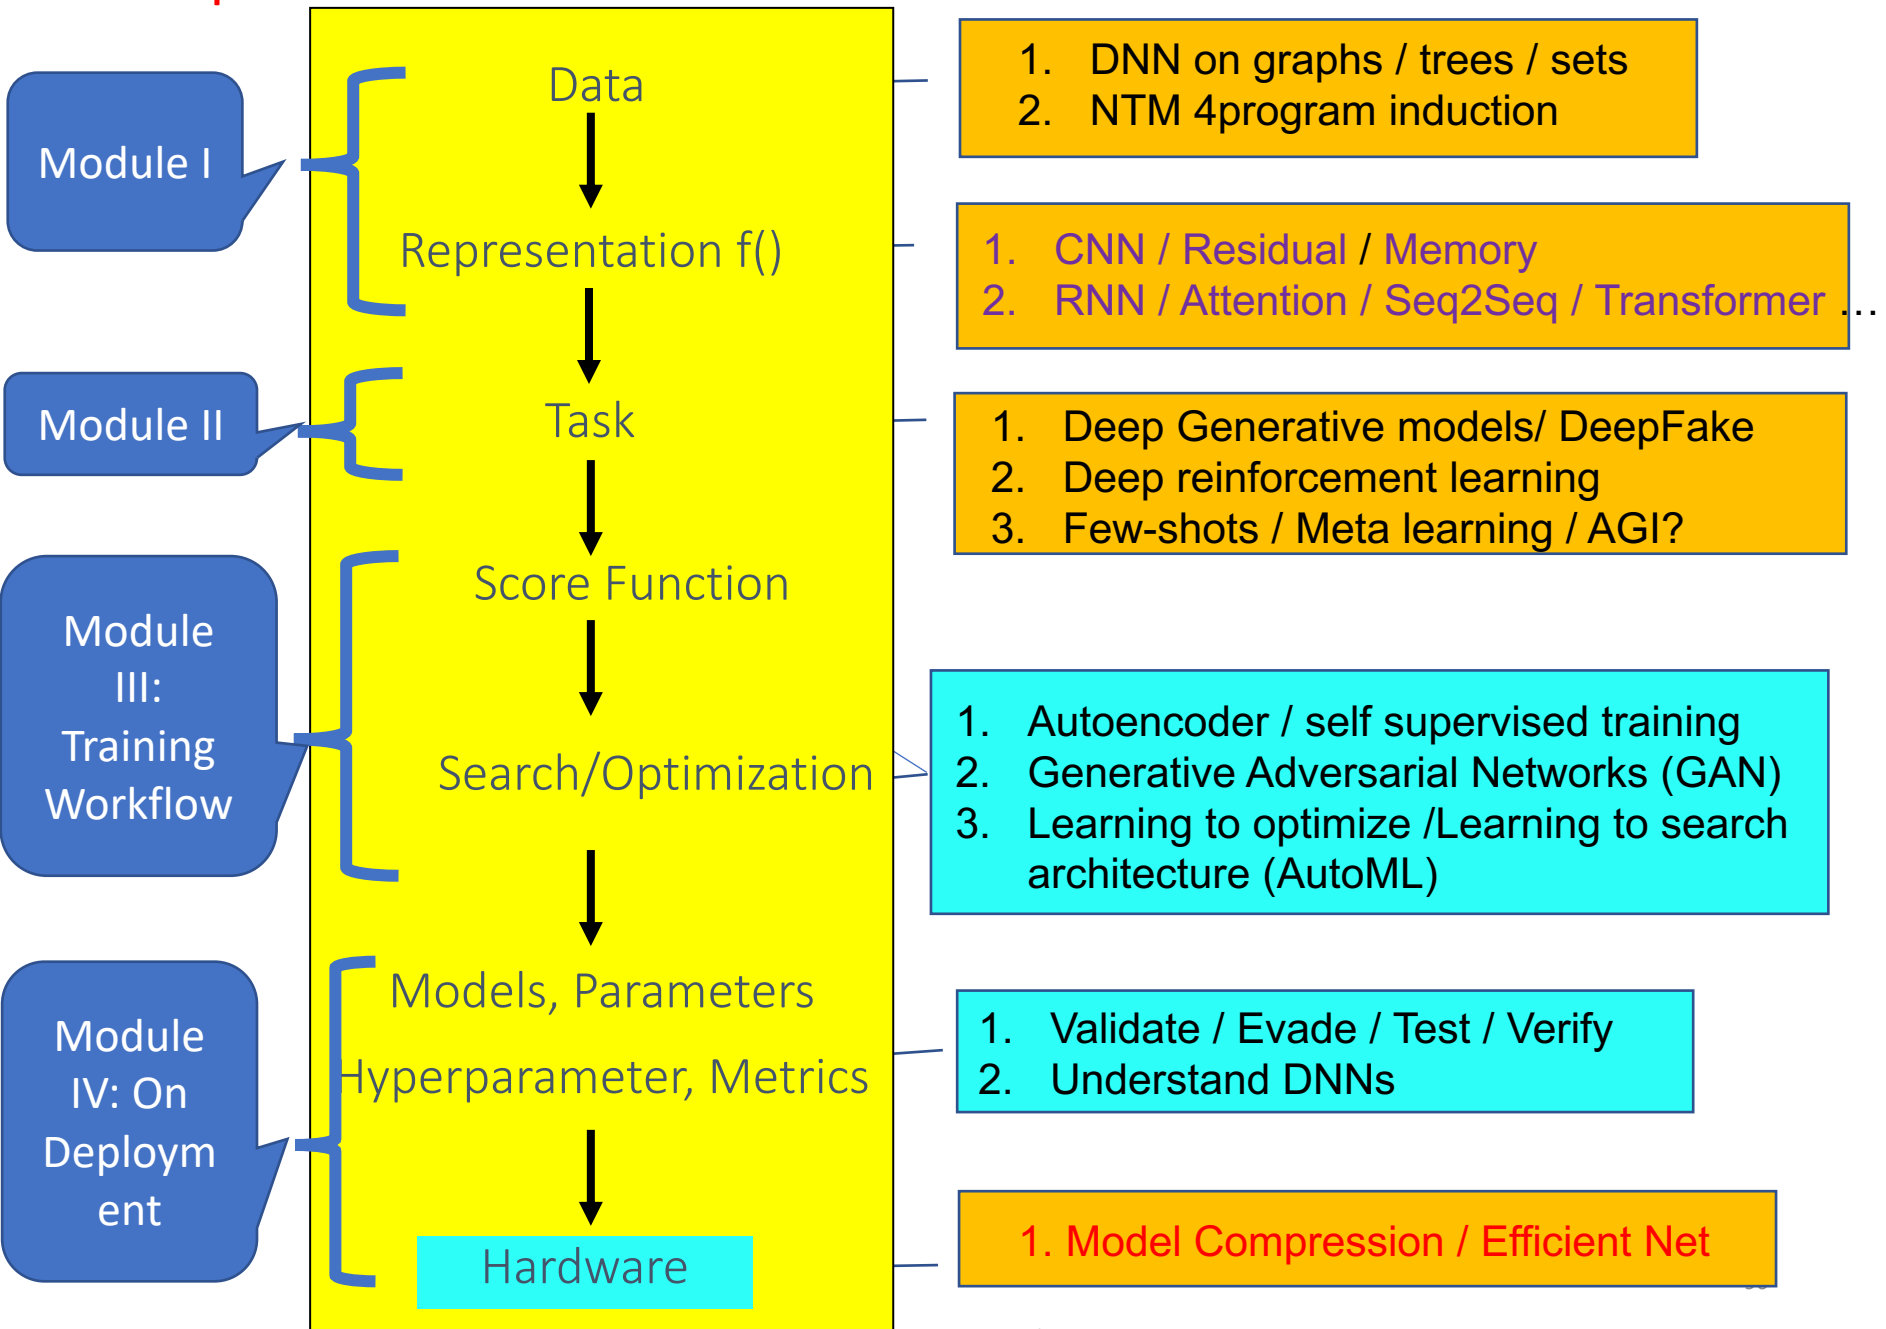 Module I
Data
1. DNN on graphs / trees / sets
2. NTM 4program induction
Representation f()
1. CNN / Residual / Memory
2. RNN / Attention / Seq2Seq / Transformer ...
Module II
Task
1. Deep Generative models/ DeepFake
2. Deep reinforcement learning
3. Few-shots / Meta learning / AGI?
Module
III:
Training
Workflow
Score Function
Search/Optimization
1. Autoencoder / self supervised training
2. Generative Adversarial Networks (GAN)
3. Learning to optimize /Learning to search
architecture (AutoML)
Module
IV: On
Deploym
ent
Models, Parameters
Hyperparameter, Metrics
1. Validate / Evade / Test / Verify
2. Understand DNNs
Hardware
1. Model Compression / Efficient Net